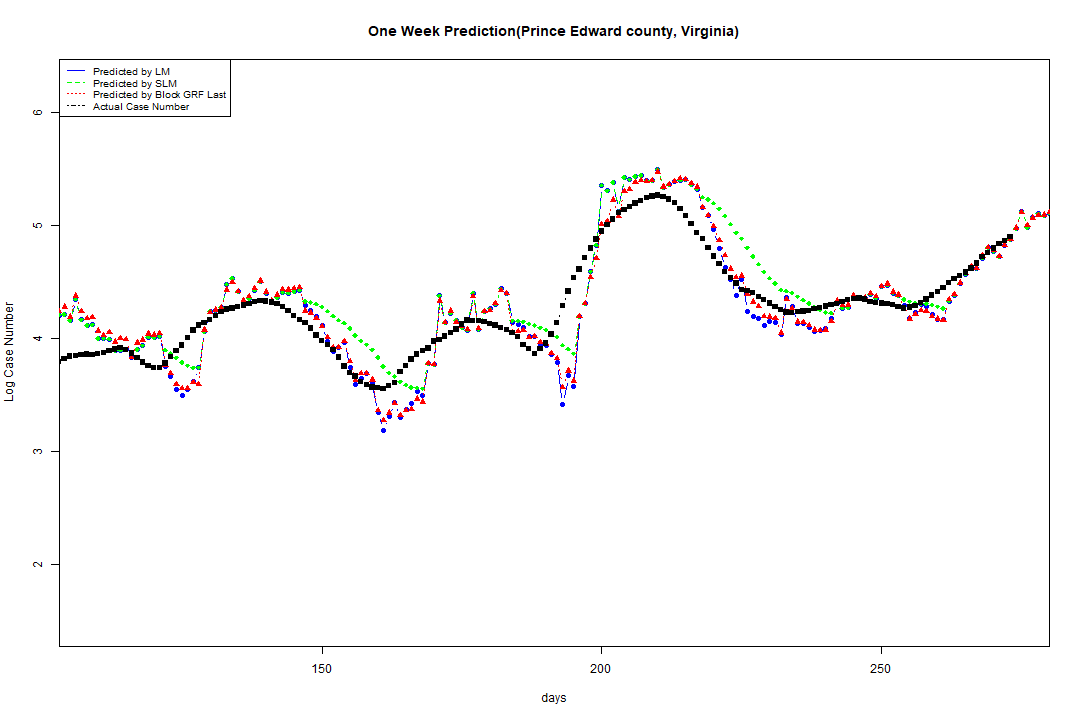 One Week Prediction(Prince Edward county, Virginia)
Predicted by LM
Predicted by SLM
Predicted by Block GRF Last
Actual Case Number
Log Case Number
6
5
4
3
2
150
200
250
days